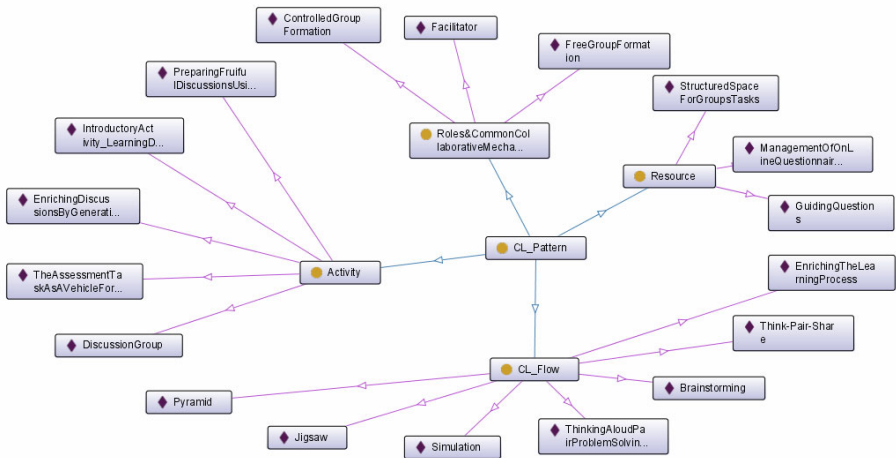 ControlledGroup
Formation
Facilitator
FreeGroupFormat
ion
PreparingFruifu
lDiscussionsUsi...
StructuredSpace
ForGroupsTasks
IntroductoryAct
ivity_LearningD...
Roles&CommonCol
laborativeMecha...
ManagementOfOnL
ineQuestionnair...
Resource
EnrichingDiscus
sionsByGenerati...
GuidingQuestion
s
CL_Pattern
TheAssessmentTa
skAsAVehicleFor...
Activity
EnrichingTheLea
rningProcess
DiscussionGroup
Think-Pair-Shar
e
CL_Flow
Brainstorming
Pyramid
Jigsaw
Simulation
ThinkingAloudPa
irProblemSolvin...